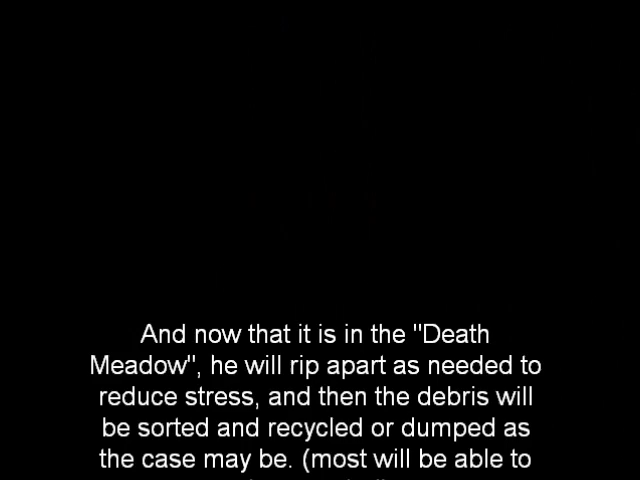 And now that it is in the "Death
Meadow", he will rip apart as needed to
reduce stress, and then the debris will
be sorted and recycled or dumped as
the case may be. (most will be able to